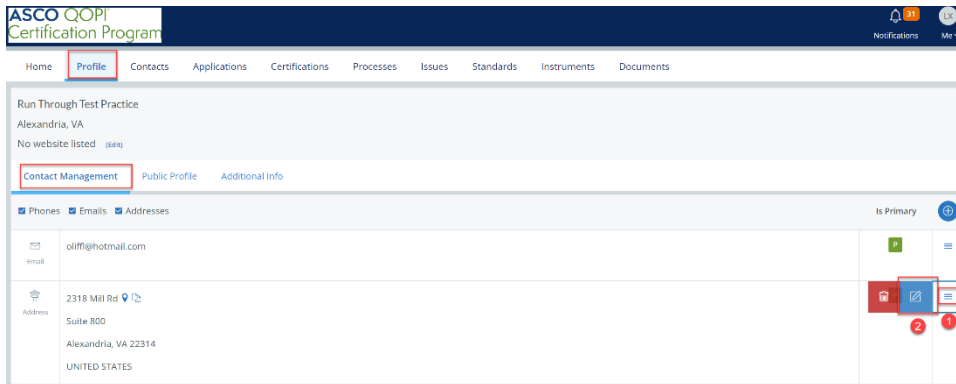 ASCO QOPI
Certification Program
31
LX
Notifications
Me
Home Profile Contacts Applications Certifications Processes Issues Standards Instruments Documents
Run Through Test Practice
Alexandria, VA
No website listed (Edit)
Contact Management Public Profile Additional Info
Phones Emails Addresses Is Primary
oliffl@hotmail.com P
Email
2318 Mill Rd
Address
Suite 800
2 1
Alexandria, VA 22314
UNITED STATES